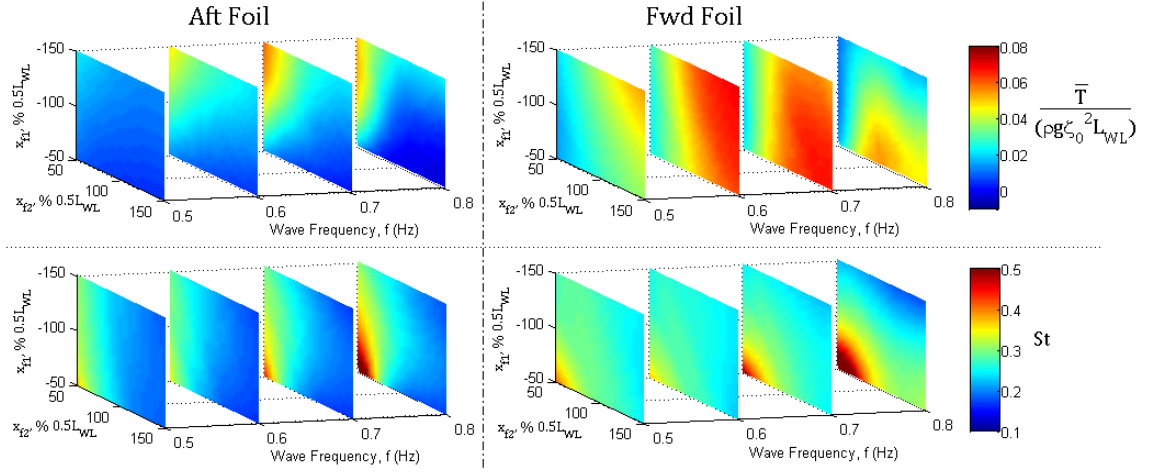 Aft Foil
Fwd Foil
-150
-100
-50
x_f1, % 0.5L_WL
50
100
150
x_f2, % 0.5L_WL
0.5
0.6
0.7
0.8
Wave Frequency, f (Hz)
-150
-100
-50
x_f1, % 0.5L_WL
50
100
150
x_f2, % 0.5L_WL
0.5
0.6
0.7
0.8
Wave Frequency, f (Hz)
0.08
0.06
0.04
0.02
0
T̅
(ρgζ₀²L_WL)
-150
-100
-50
x_f1, % 0.5L_WL
50
100
150
x_f2, % 0.5L_WL
0.5
0.6
0.7
0.8
Wave Frequency, f (Hz)
-150
-100
-50
x_f1, % 0.5L_WL
50
100
150
x_f2, % 0.5L_WL
0.5
0.6
0.7
0.8
Wave Frequency, f (Hz)
0.5
0.4
0.3
0.2
0.1
St